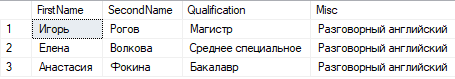 FirstName SecondName Qualification Misc
1 Игорь Рогов Магистр Разговорный английский
2 Елена Волкова Среднее специальное Разговорный английский
3 Анастасия Фокина Бакалавр Разговорный английский